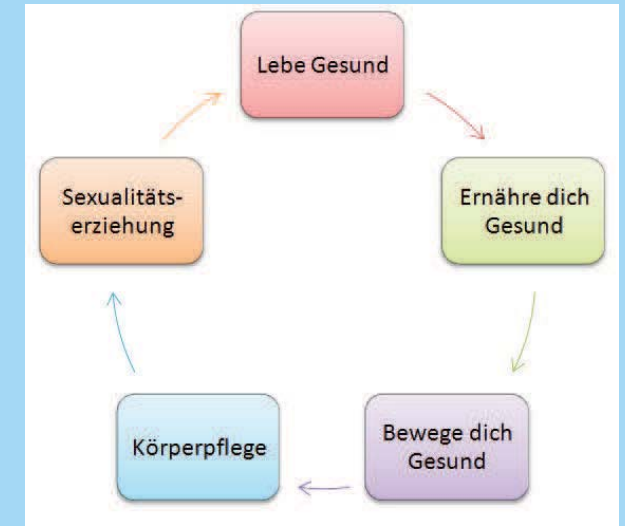 Lebe Gesund
Ernähre dich
Gesund
Bewege dich
Gesund
Körperpflege
Sexualitäts-
erziehung